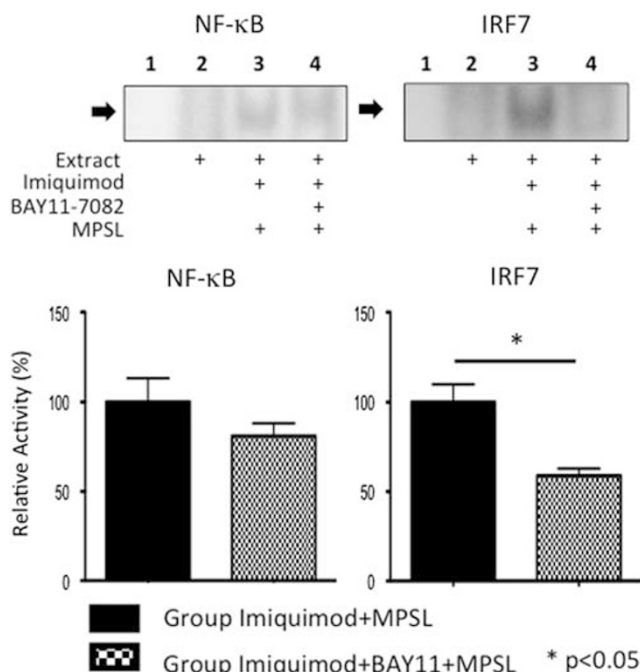 NF-κB IRF7
1 2 3 4 1 2 3 4
Extract + + + + + +
Imiquimod + + + +
BAY11-7082 + +
MPSL + + + +
NF-κB IRF7
Relative Activity (%)
150 150
100 100
50 50
0 0
*
Group Imiquimod+MPSL
Group Imiquimod+BAY11+MPSL * p<0.05